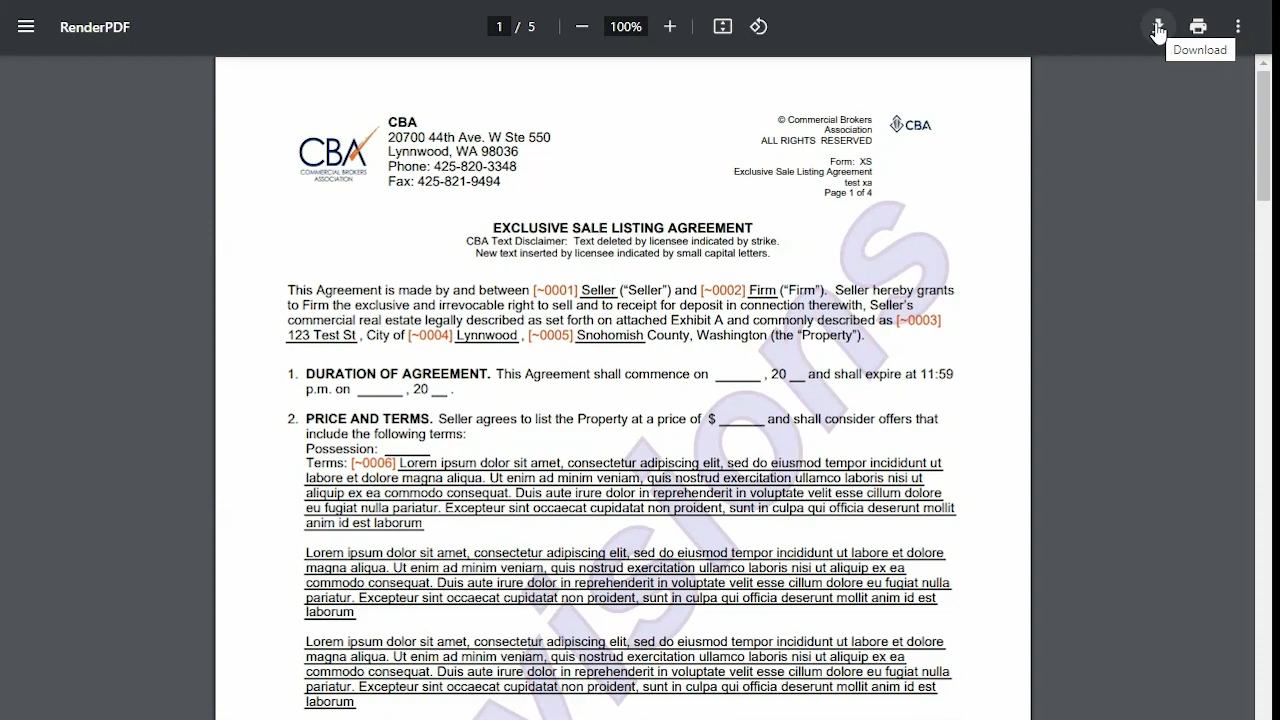 RenderPDF
1 / 5
100%
Download
CBA
COMMERCIAL BROKERS
ASSOCIATION
CBA
20700 44th Ave. W Ste 550
Lynnwood, WA 98036
Phone: 425-820-3348
Fax: 425-821-9494
© Commercial Brokers
Association
ALL RIGHTS RESERVED
CBA
Form: XS
Exclusive Sale Listing Agreement
test xa
Page 1 of 4
EXCLUSIVE SALE LISTING AGREEMENT
CBA Text Disclaimer: Text deleted by licensee indicated by strike.
New text inserted by licensee indicated by small capital letters.
This Agreement is made by and between [~0001] Seller (“Seller”) and [~0002] Firm (“Firm”). Seller hereby grants
to Firm the exclusive and irrevocable right to sell and to receipt for deposit in connection therewith, Seller’s
commercial real estate legally described as set forth on attached Exhibit A and commonly described as [~0003]
123 Test St , City of [~0004] Lynnwood , [~0005] Snohomish County, Washington (the “Property”).
1. DURATION OF AGREEMENT. This Agreement shall commence on ______ , 20 __ and shall expire at 11:59
p.m. on ______ , 20 __ .
2. PRICE AND TERMS. Seller agrees to list the Property at a price of $ ______ and shall consider offers that
include the following terms:
Possession: ______
Terms: [~0006] Lorem ipsum dolor sit amet, consectetur adipiscing elit, sed do eiusmod tempor incididunt ut
labore et dolore magna aliqua. Ut enim ad minim veniam, quis nostrud exercitation ullamco laboris nisi ut
aliquip ex ea commodo consequat. Duis aute irure dolor in reprehenderit in voluptate velit esse cillum dolore
eu fugiat nulla pariatur. Excepteur sint occaecat cupidatat non proident, sunt in culpa qui officia deserunt mollit
anim id est laborum
Lorem ipsum dolor sit amet, consectetur adipiscing elit, sed do eiusmod tempor incididunt ut labore et dolore
magna aliqua. Ut enim ad minim veniam, quis nostrud exercitation ullamco laboris nisi ut aliquip ex ea
commodo consequat. Duis aute irure dolor in reprehenderit in voluptate velit esse cillum dolore eu fugiat nulla
pariatur. Excepteur sint occaecat cupidatat non proident, sunt in culpa qui officia deserunt mollit anim id est
laborum
Lorem ipsum dolor sit amet, consectetur adipiscing elit, sed do eiusmod tempor incididunt ut labore et dolore
magna aliqua. Ut enim ad minim veniam, quis nostrud exercitation ullamco laboris nisi ut aliquip ex ea
commodo consequat. Duis aute irure dolor in reprehenderit in voluptate velit esse cillum dolore eu fugiat nulla
pariatur. Excepteur sint occaecat cupidatat non proident, sunt in culpa qui officia deserunt mollit anim id est
laborum
visions